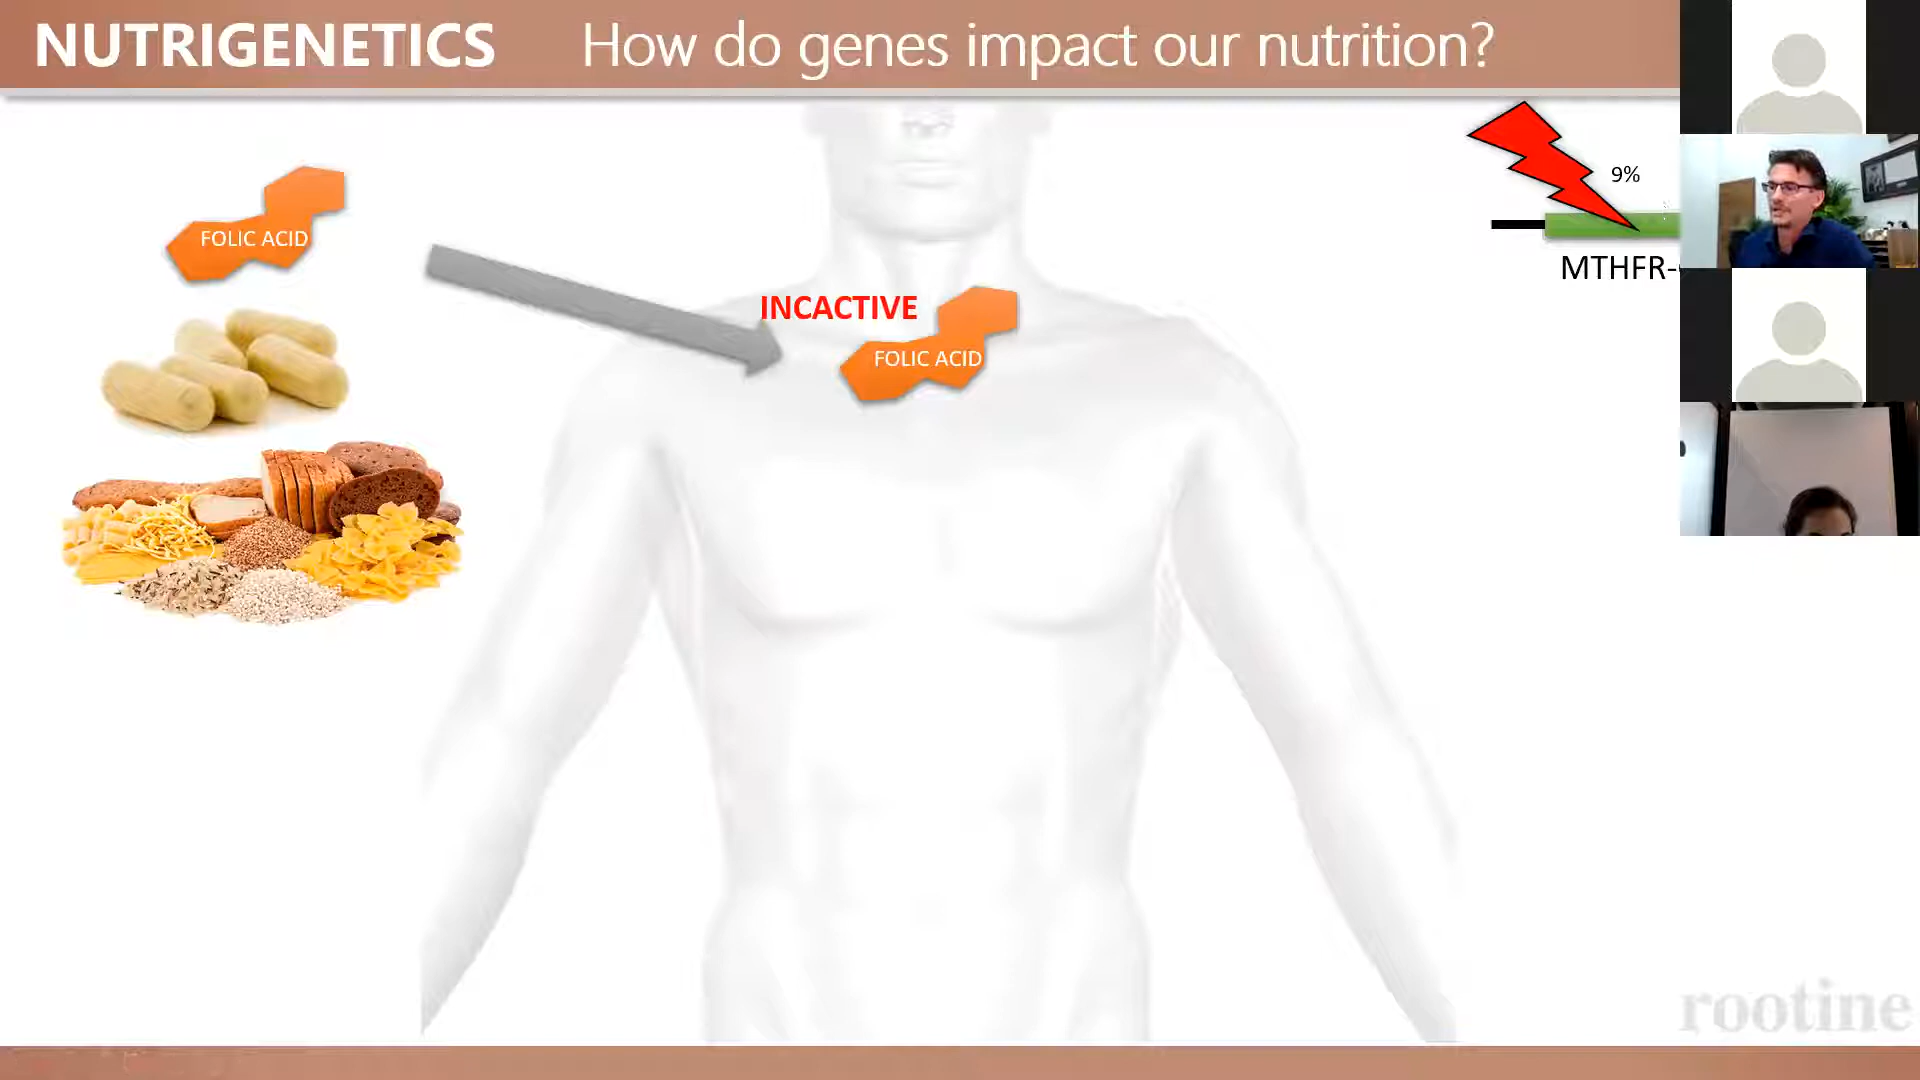 NUTRIGENETICS How do genes impact our nutrition?
9%
FOLIC ACID
MTHFR-
INCACTIVE
FOLIC ACID
rootine